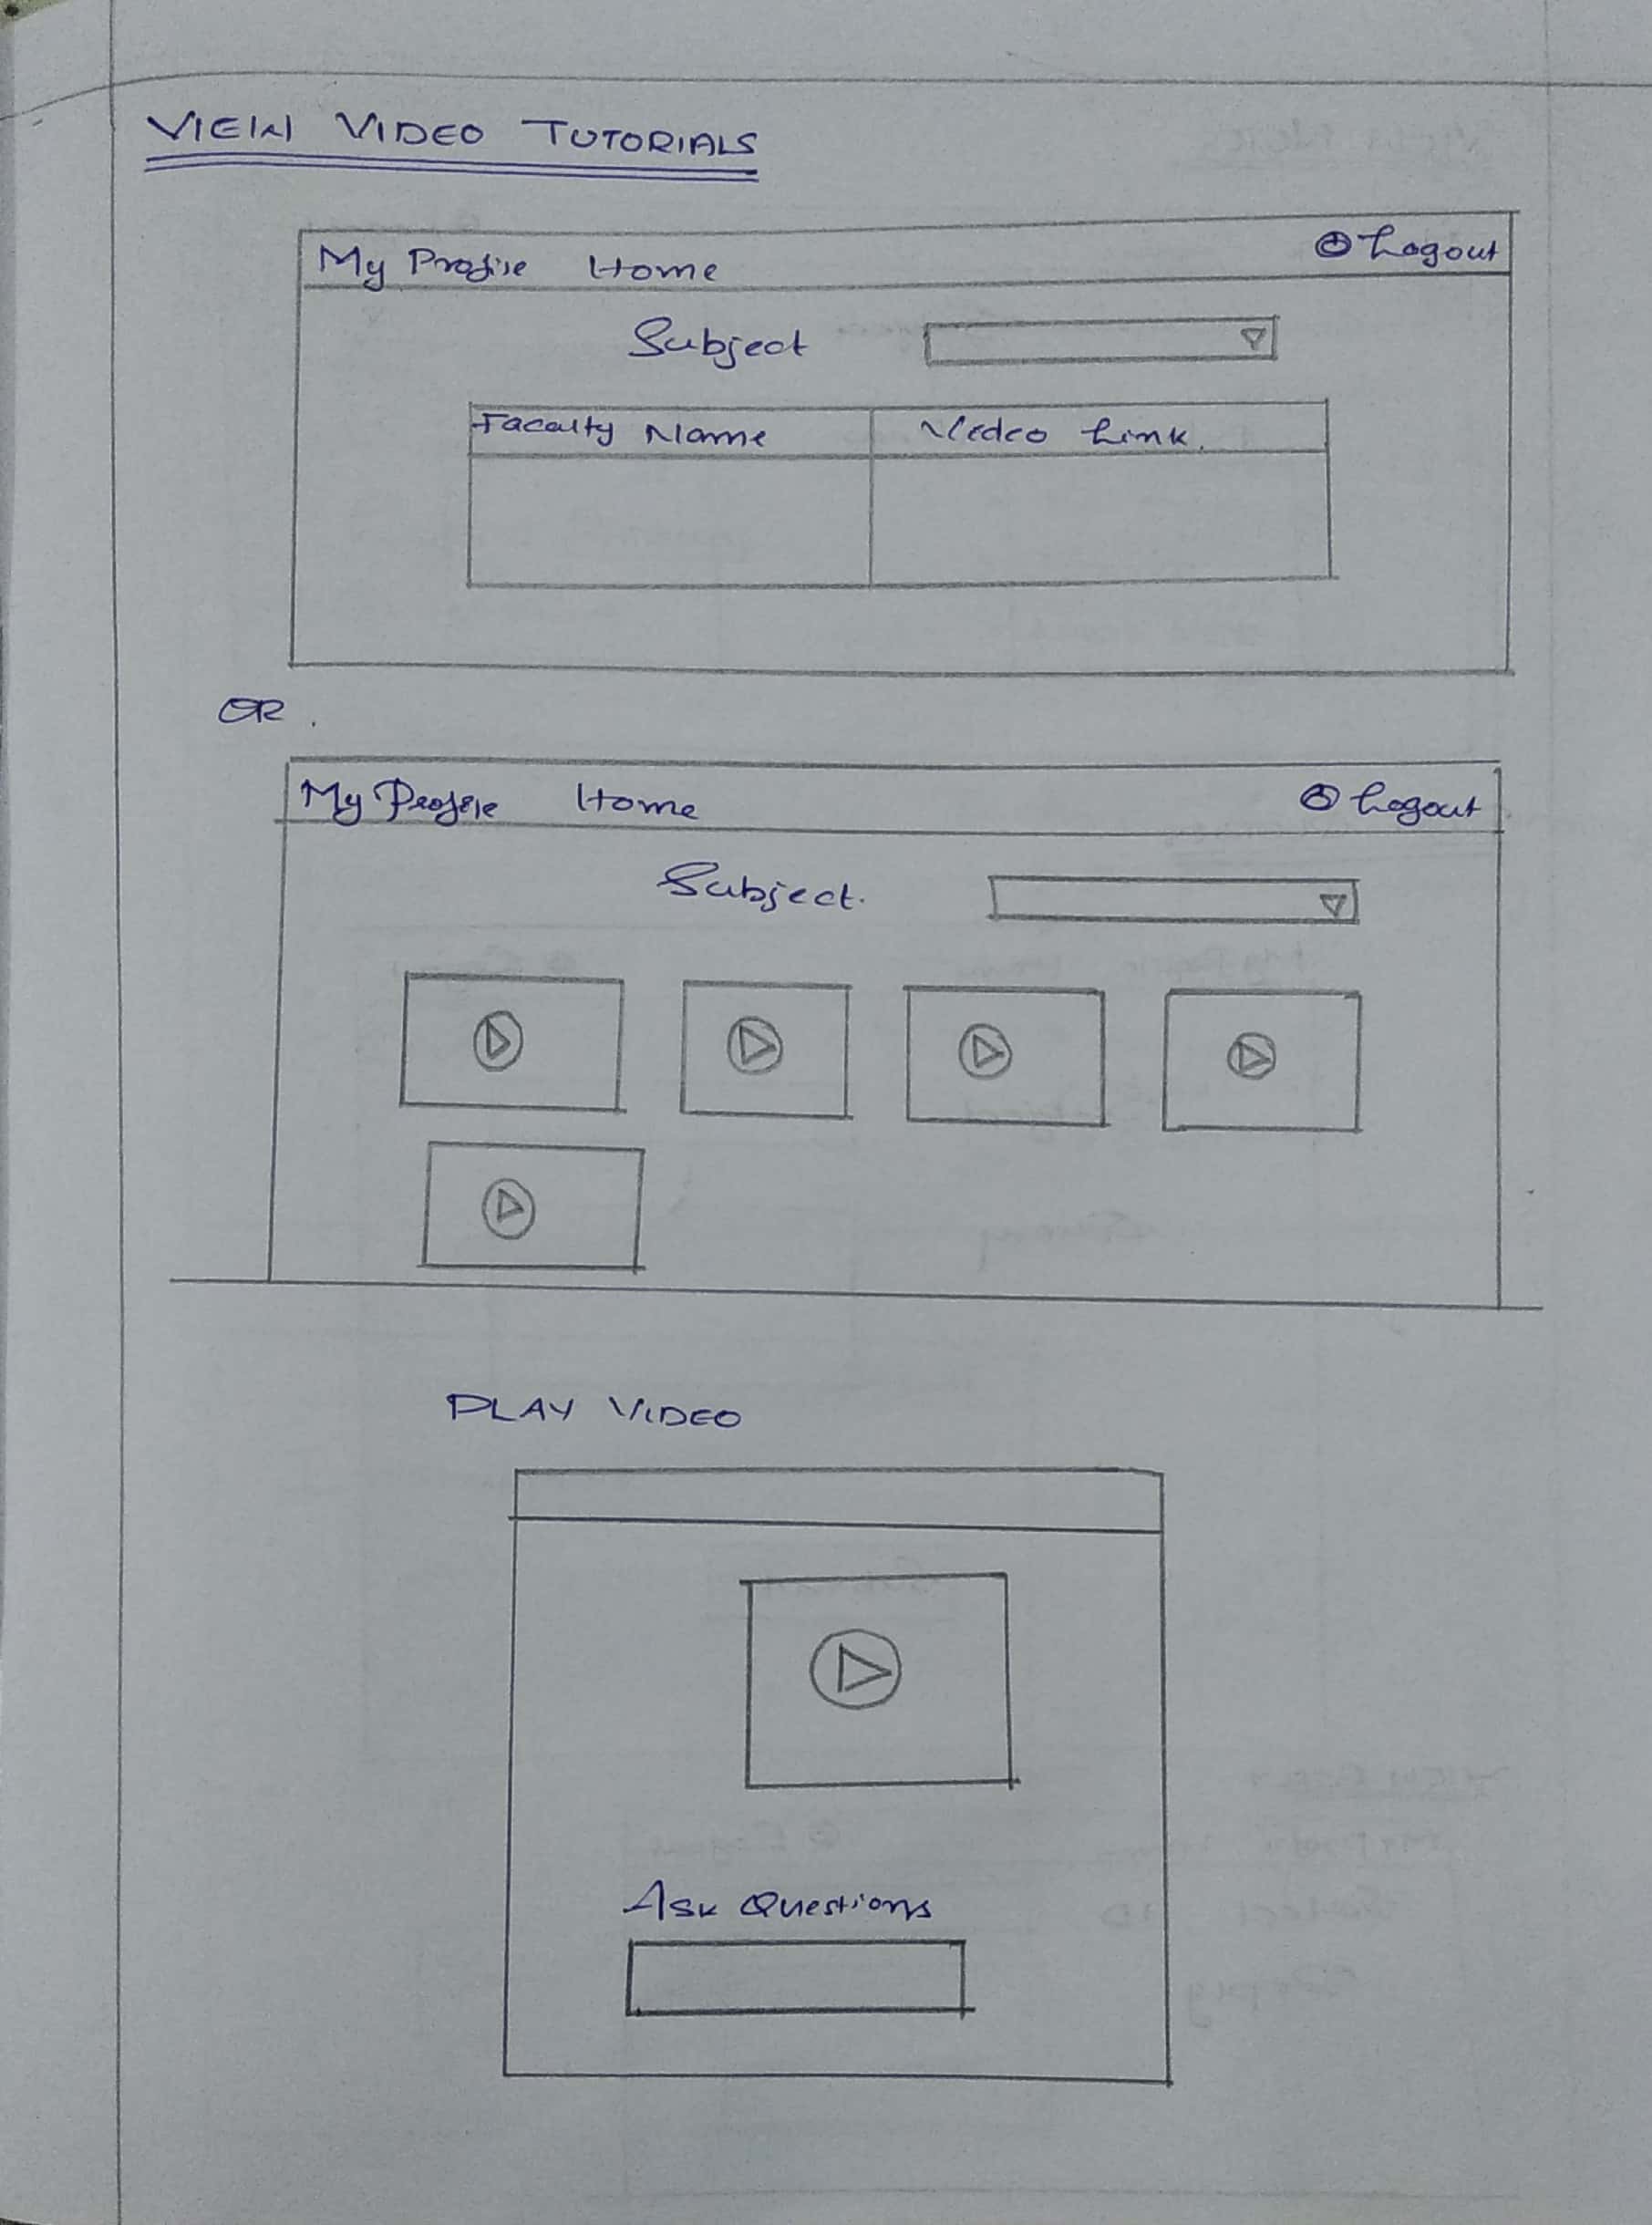 VIEW VIDEO TUTORIALS
My Profile Home Logout
Subject
Faculty Name Video Link.
OR.
My Profile Home Logout
Subject.
PLAY VIDEO
Ask Questions